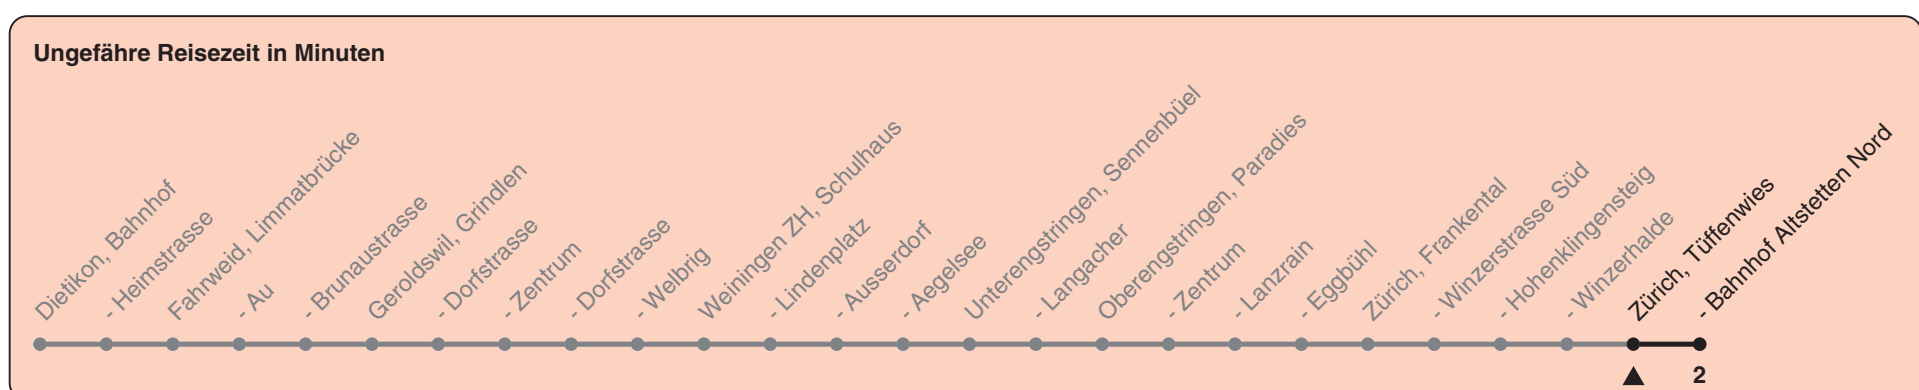 Ungefähre Reisezeit in Minuten
Dietikon, Bahnhof
- Heimstrasse
Fahrweid, Limmatbrücke
- Au
- Brunaustrasse
Geroldswil, Grindlen
- Dorfstrasse
- Zentrum
- Dorfstrasse
- Welbrig
Weiningen ZH, Schulhaus
- Lindenplatz
- Ausserdorf
- Aegelsee
Unterengstringen, Sennenbüel
- Langacher
Oberengstringen, Paradies
- Zentrum
- Lanzrain
- Eggbühl
Zürich, Frankental
- Winzerstrasse Süd
- Hohenklingensteig
- Winzerhalde
Zürich, Tüffenwies
- Bahnhof Altstetten Nord
2